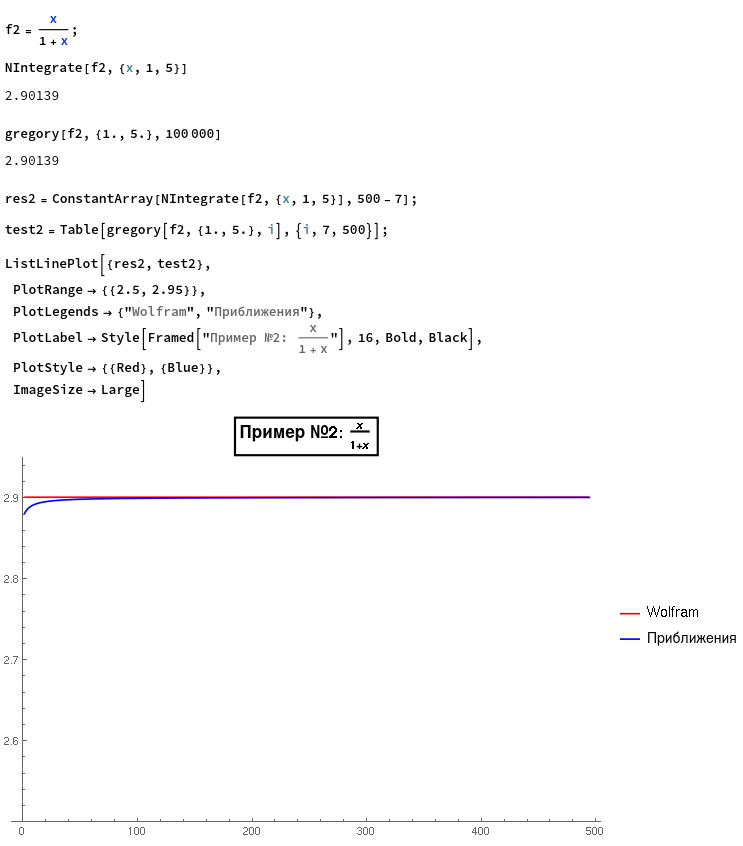 f2 = x/(1 + x);
NIntegrate[f2, {x, 1, 5}]
2.90139
gregory[f2, {1., 5.}, 100 000]
2.90139
res2 = ConstantArray[NIntegrate[f2, {x, 1, 5}], 500 - 7];
test2 = Table[gregory[f2, {1., 5.}, i], {i, 7, 500}];
ListLinePlot[{res2, test2},
PlotRange → {{2.5, 2.95}},
PlotLegends → {"Wolfram", "Приближения"},
PlotLabel → Style[Framed["Пример №2: x/(1 + x)"], 16, Bold, Black],
PlotStyle → {{Red}, {Blue}},
ImageSize → Large]
Пример №2: x/(1+x)
2.9
2.8
2.7
2.6
0 100 200 300 400 500
Wolfram
Приближения